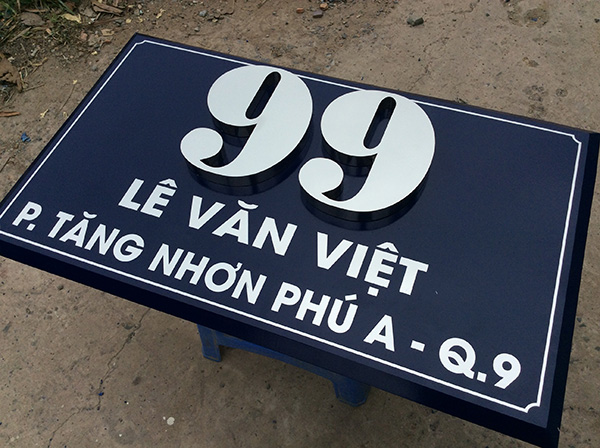 99
LÊ VĂN VIỆT
P. TĂNG NHƠN PHÚ A - Q.9